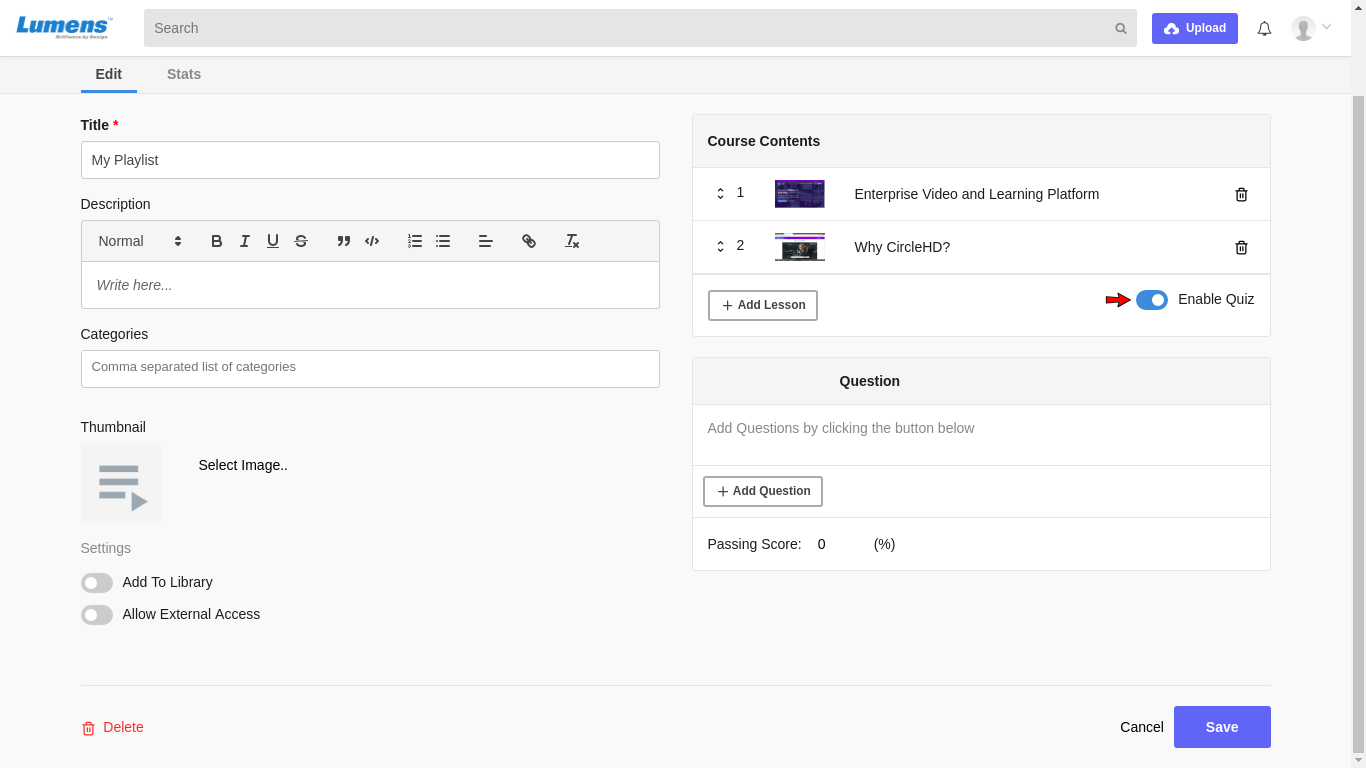 Lumens™
Brilliance by Design
Search
Upload
Edit
Stats
Title *
My Playlist
Description
Normal
Write here...
Categories
Comma separated list of categories
Thumbnail
Select Image..
Settings
Add To Library
Allow External Access
Course Contents
1 Enterprise Video and Learning Platform
2 Why CircleHD?
Add Lesson
Enable Quiz
Question
Add Questions by clicking the button below
Add Question
Passing Score: 0 (%)
Delete
Cancel
Save